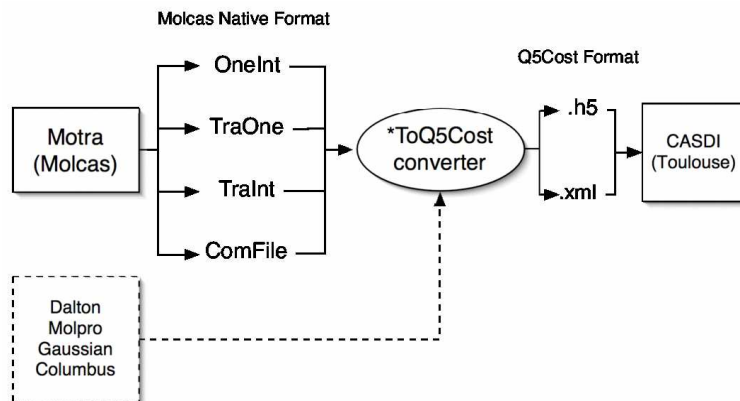 Molcas Native Format
OneInt
Q5Cost Format
.h5
Motra
(Molcas)
TraOne
*ToQ5Cost
converter
CASDI
(Toulouse)
TraInt
.xml
ComFile
Dalton
Molpro
Gaussian
Columbus